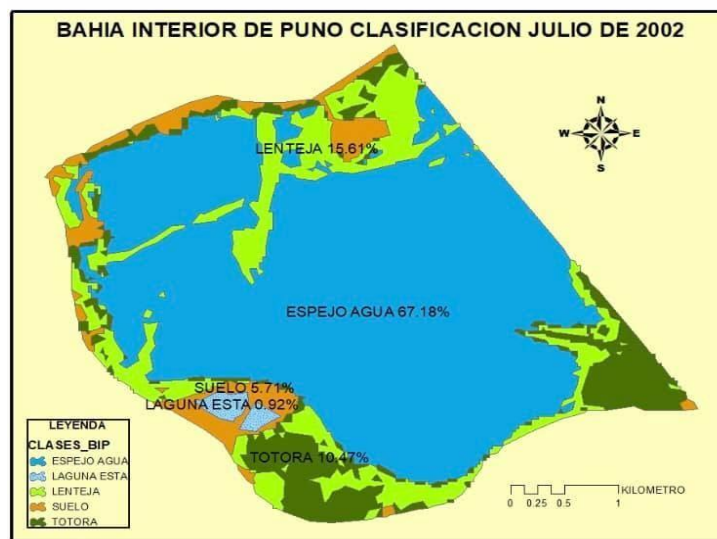 BAHIA INTERIOR DE PUNO CLASIFICACION JULIO DE 2002
N
W E
S
LENTEJA 15.61%
ESPEJO AGUA 67.18%
SUELO 5.71%
LAGUNA ESTA 0.92%
TOTORA 10.47%
LEYENDA
CLASES_BIP
ESPEJO AGUA
LAGUNA ESTA
LENTEJA
SUELO
TOTORA
KILOMETRO
0 0.25 0.5 1